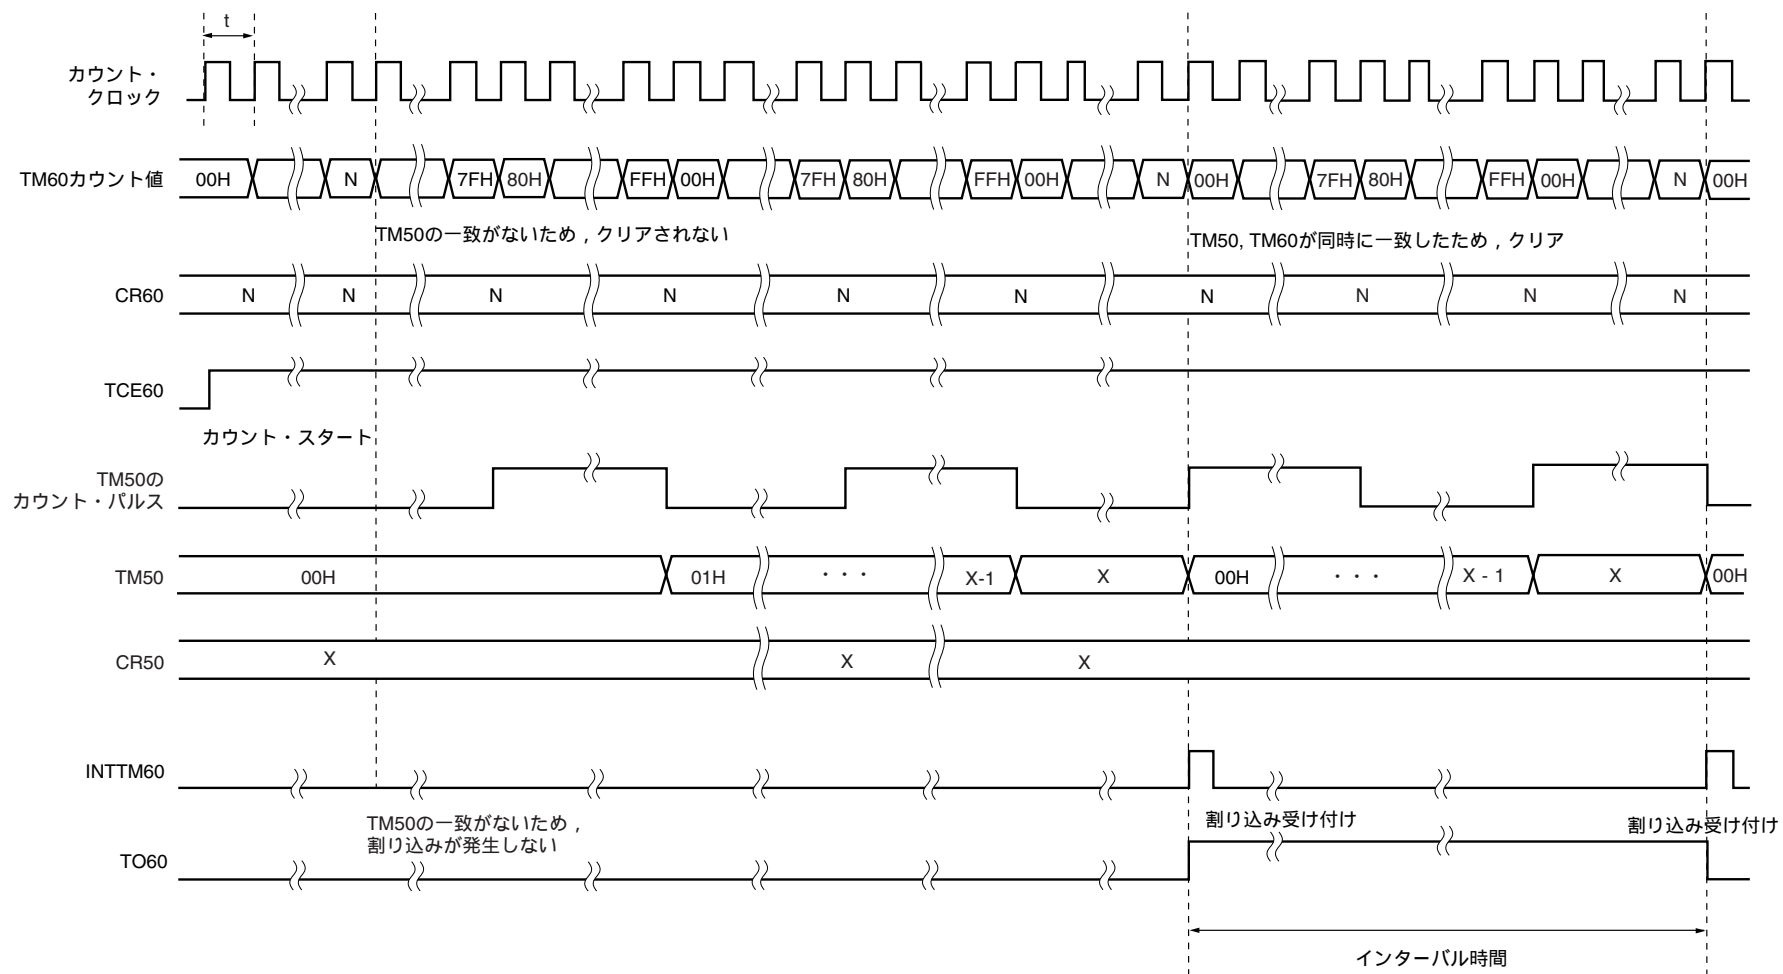 t
カウント・
クロック
TM60カウント値 00H N 7FH 80H FFH 00H 7FH 80H FFH 00H N 00H 7FH 80H FFH 00H N 00H
TM50の一致がないため，クリアされない TM50, TM60が同時に一致したため，クリア
CR60 N N N N N N N N N N
TCE60
カウント・スタート
TM50の
カウント・パルス
TM50 00H 01H ・・・ X-1 X 00H ・・・ X - 1 X 00H
CR50 X X X
INTTM60
TM50の一致がないため，
割り込みが発生しない
割り込み受け付け 割り込み受け付け
TO60
インターバル時間